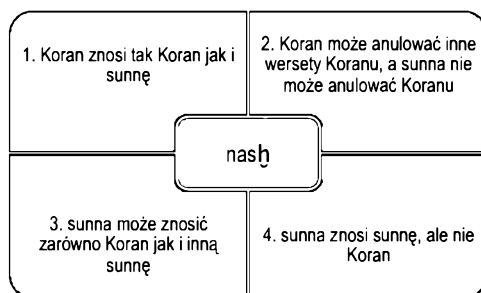 1. Koran znosi tak Koran jak i
sunnę
2. Koran może anulować inne
wersety Koranu, a sunna nie
może anulować Koranu
nasḫ
3. sunna może znosić
zarówno Koran jak i inną
sunnę
4. sunna znosi sunnę, ale nie
Koran